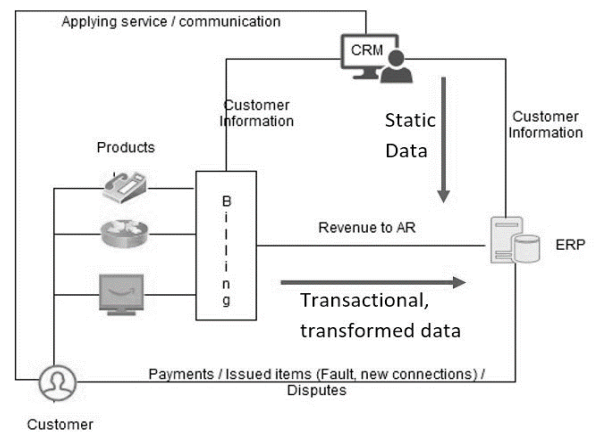 Applying service / communication
CRM
Customer
Information
Static
Data
Customer
Information
Products
Billing
Revenue to AR
ERP
Transactional,
transformed data
Payments / Issued items (Fault, new connections) /
Disputes
Customer